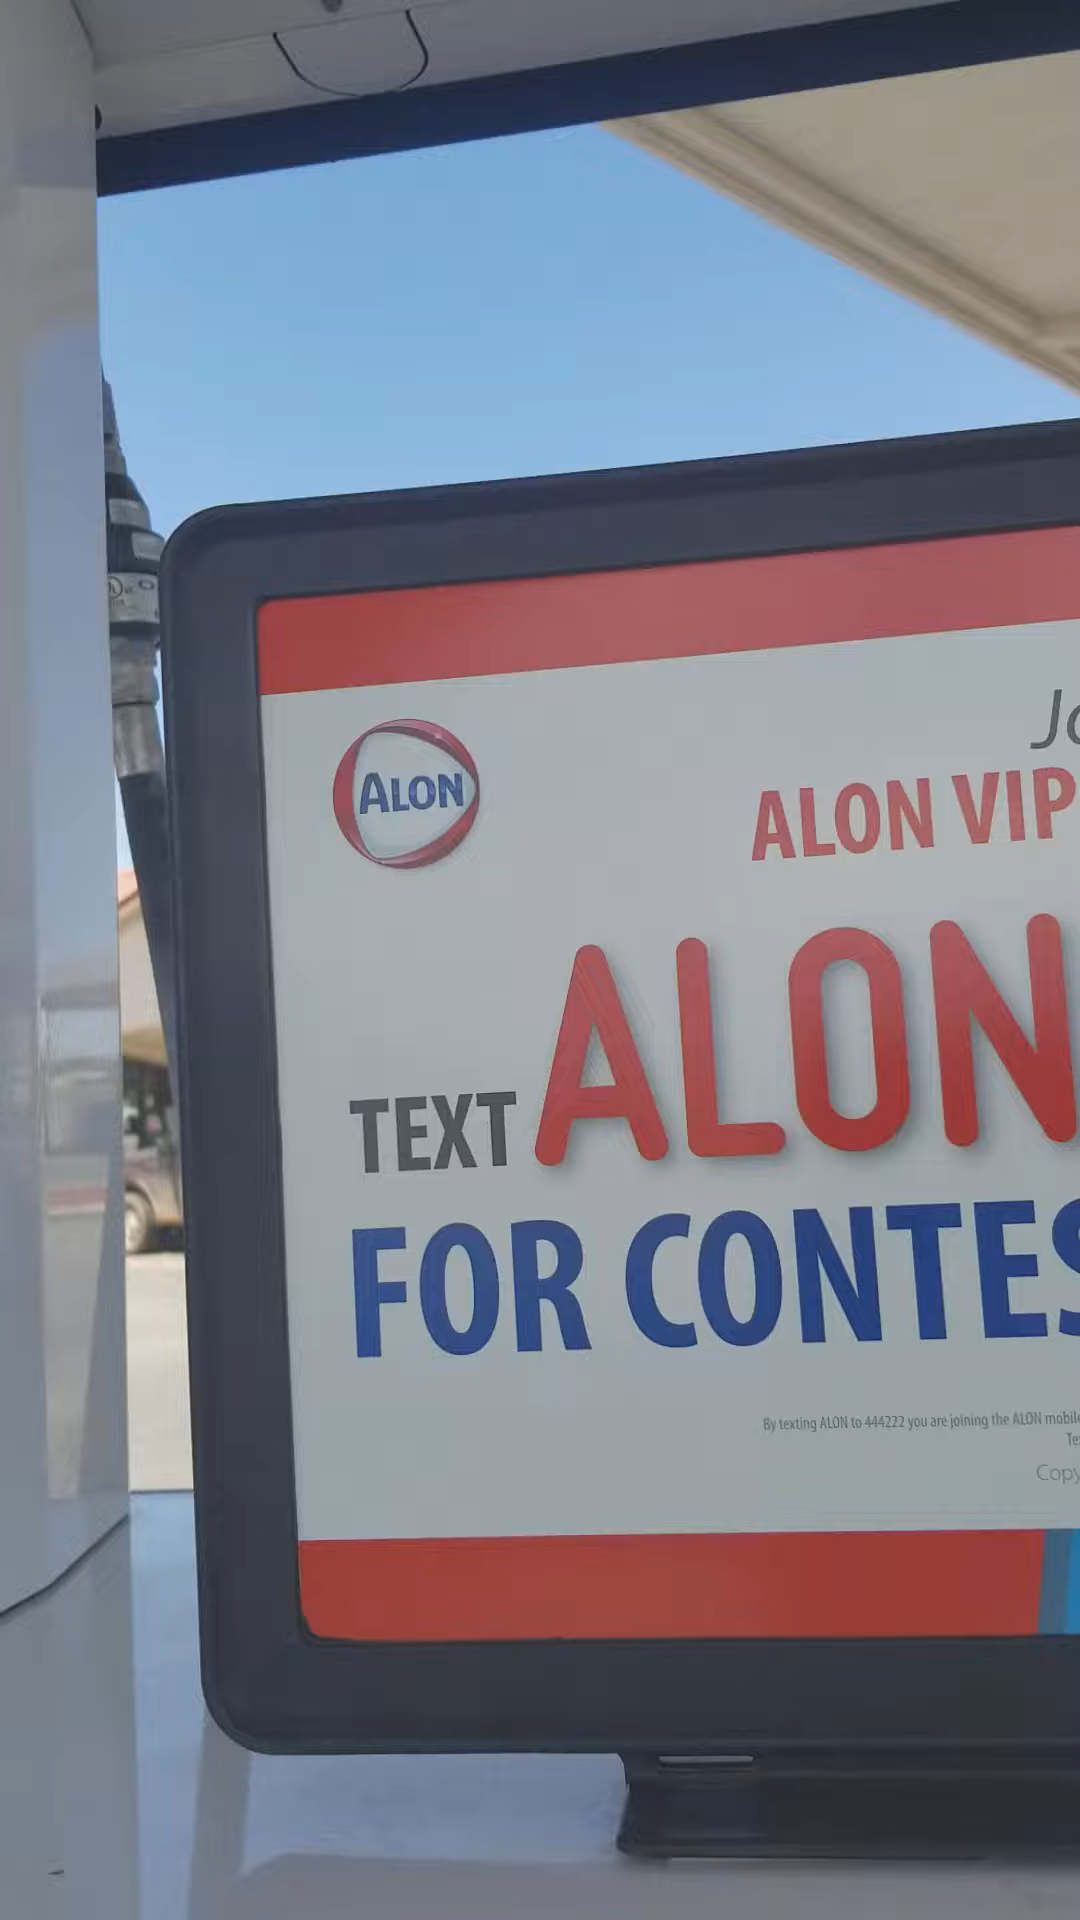 Jo
ALON
ALON VIP
TEXT ALON
FOR CONTES
By texting ALON to 444222 you are joining the ALON mobile
Te
Copy